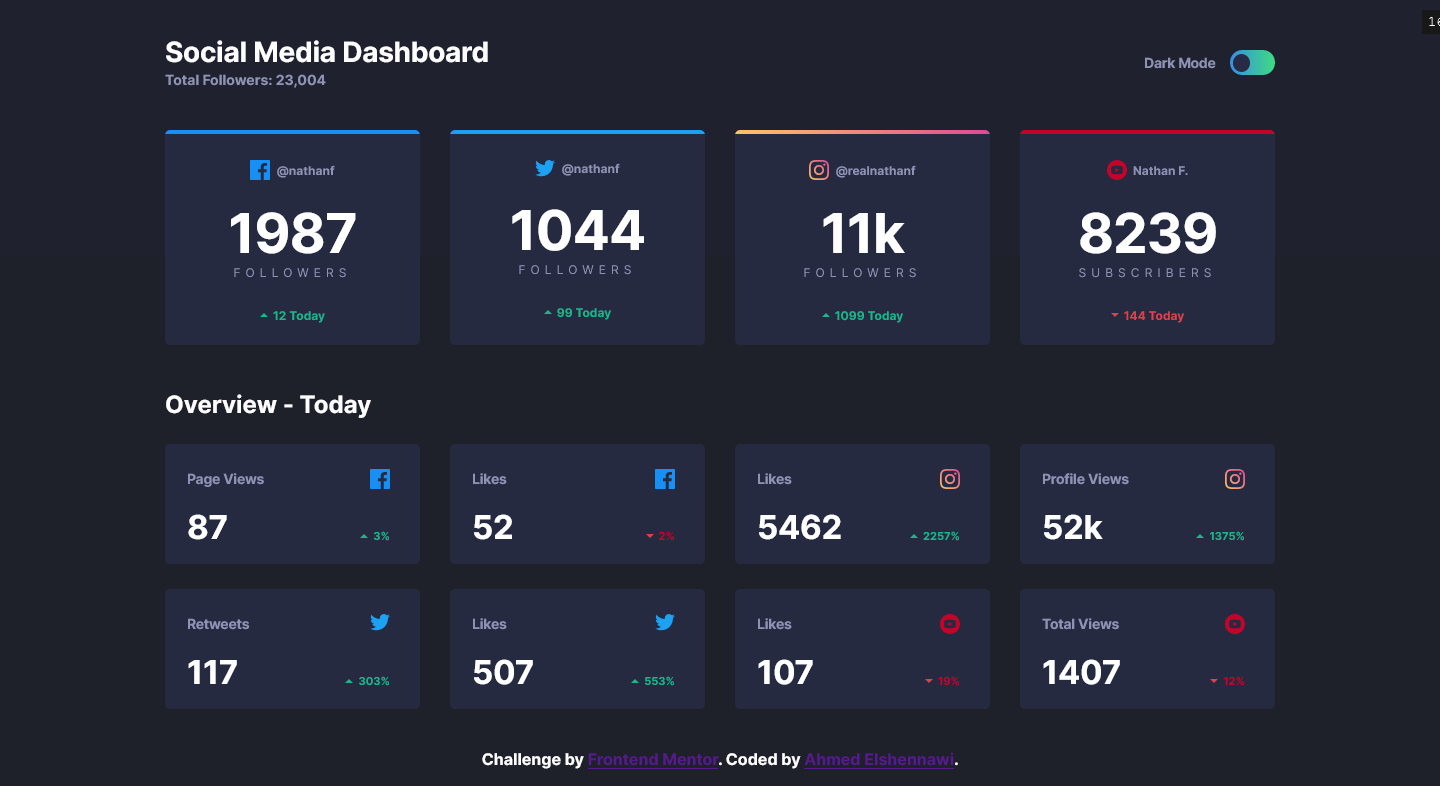 Social Media Dashboard
Total Followers: 23,004
Dark Mode
@nathanf
1987
FOLLOWERS
12 Today
@nathanf
1044
FOLLOWERS
99 Today
@realnathanf
11k
FOLLOWERS
1099 Today
Nathan F.
8239
SUBSCRIBERS
144 Today
Overview - Today
Page Views
87
3%
Likes
52
2%
Likes
5462
2257%
Profile Views
52k
1375%
Retweets
117
303%
Likes
507
553%
Likes
107
19%
Total Views
1407
12%
Challenge by Frontend Mentor. Coded by Ahmed Elshennawi.